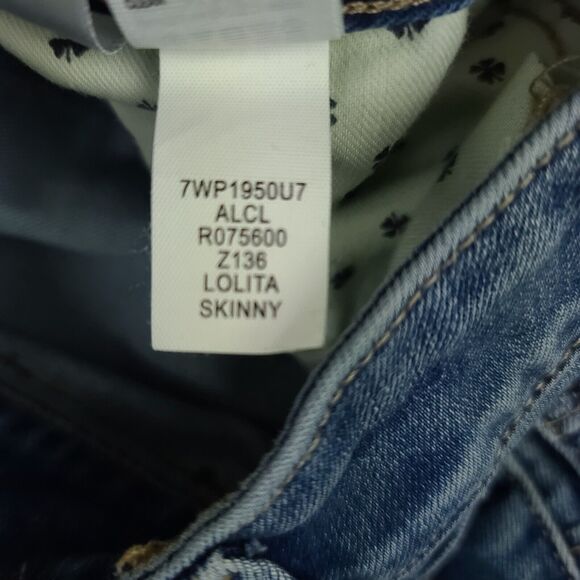 7WP1950U7
ALCL
R075600
Z136
LOLITA
SKINNY